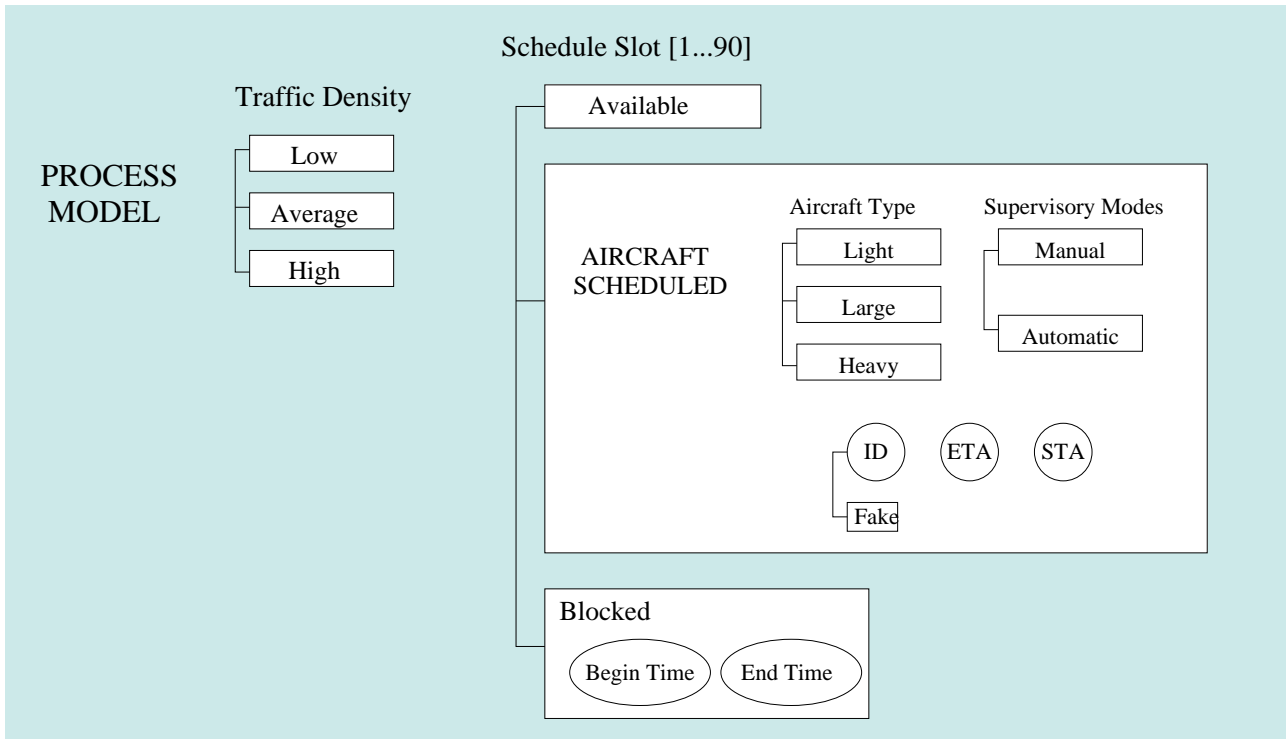 Schedule Slot [1...90]
Traffic Density
PROCESS
MODEL
Low
Average
High
Available
AIRCRAFT
SCHEDULED
Aircraft Type
Light
Large
Heavy
Supervisory Modes
Manual
Automatic
ID
ETA
STA
Fake
Blocked
Begin Time
End Time